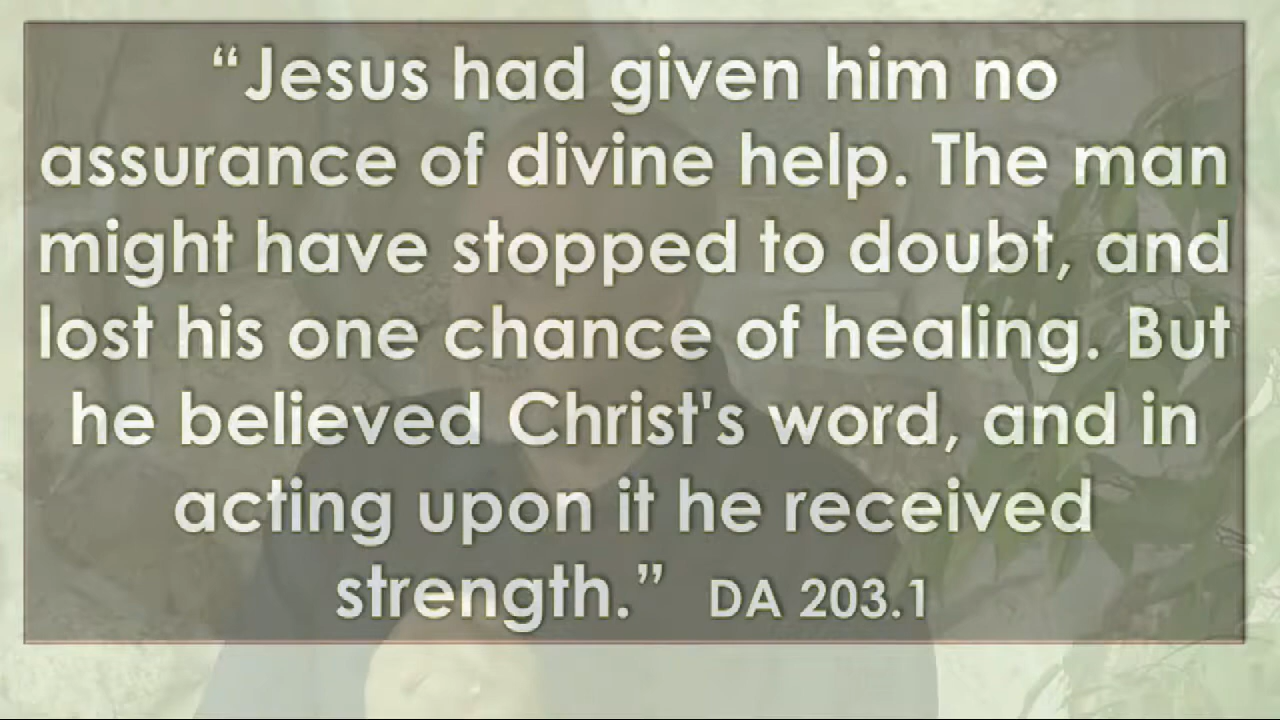 “Jesus had given him no
assurance of divine help. The man
might have stopped to doubt, and
lost his one chance of healing. But
he believed Christ's word, and in
acting upon it he received
strength.” DA 203.1